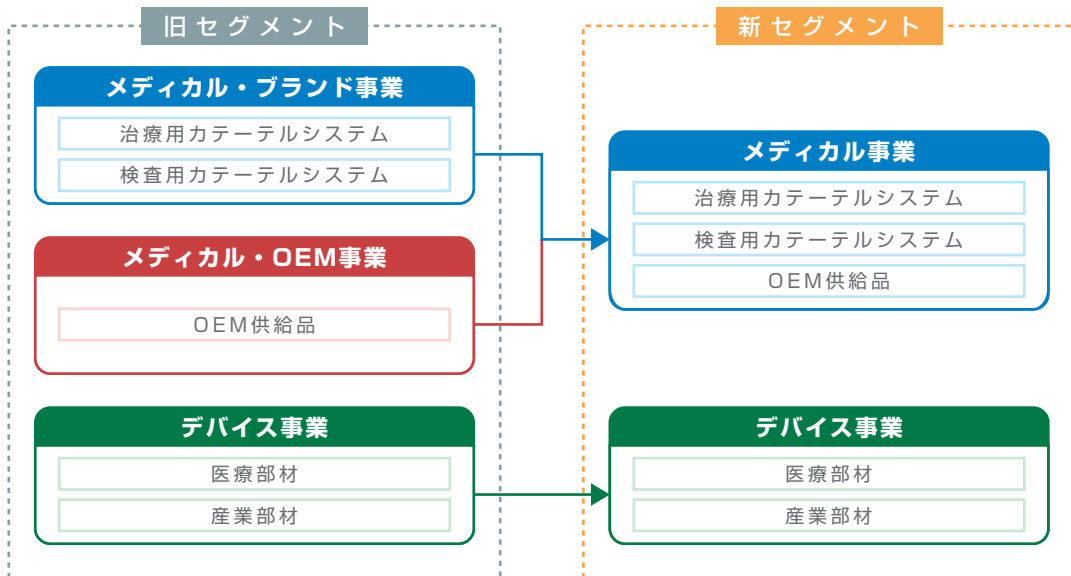 旧セグメント
メディカル・ブランド事業
治療用カテーテルシステム
検査用カテーテルシステム
メディカル・OEM事業
OEM供給品
デバイス事業
医療部材
産業部材
新セグメント
メディカル事業
治療用カテーテルシステム
検査用カテーテルシステム
OEM供給品
デバイス事業
医療部材
産業部材